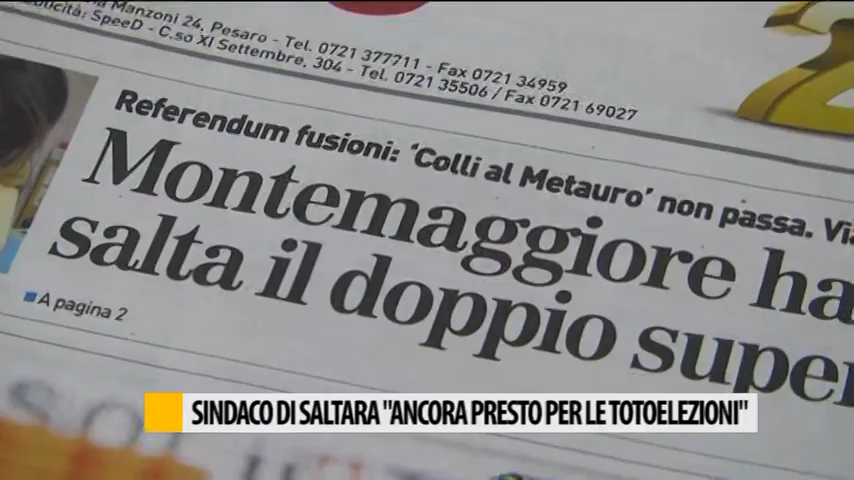 Manzoni 24, Pesaro - Tel. 0721 377711 - Fax 0721 34959
SpeeD - C.so XI Settembre, 304 - Tel. 0721 35506 / Fax 0721 69027
Referendum fusioni: 'Colli al Metauro' non passa. Via
Montemaggiore ha
salta il doppio super
A pagina 2
SINDACO DI SALTARA "ANCORA PRESTO PER LE TOTOELEZIONI"